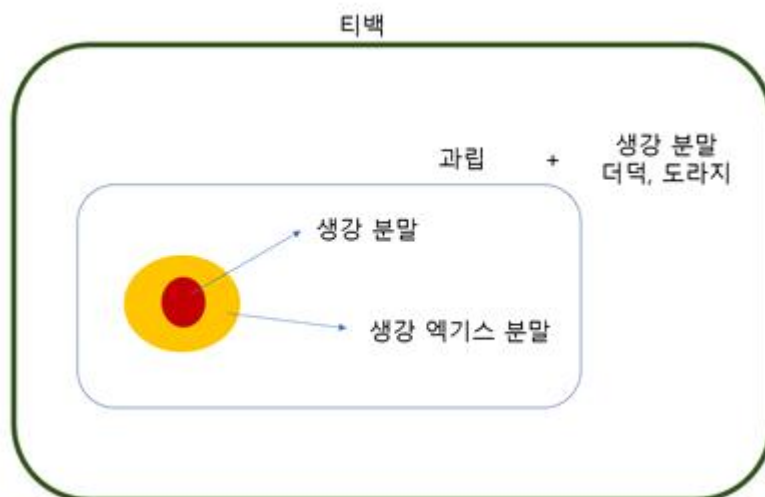 티백
과립 + 생강 분말
더덕, 도라지
생강 분말
생강 엑기스 분말